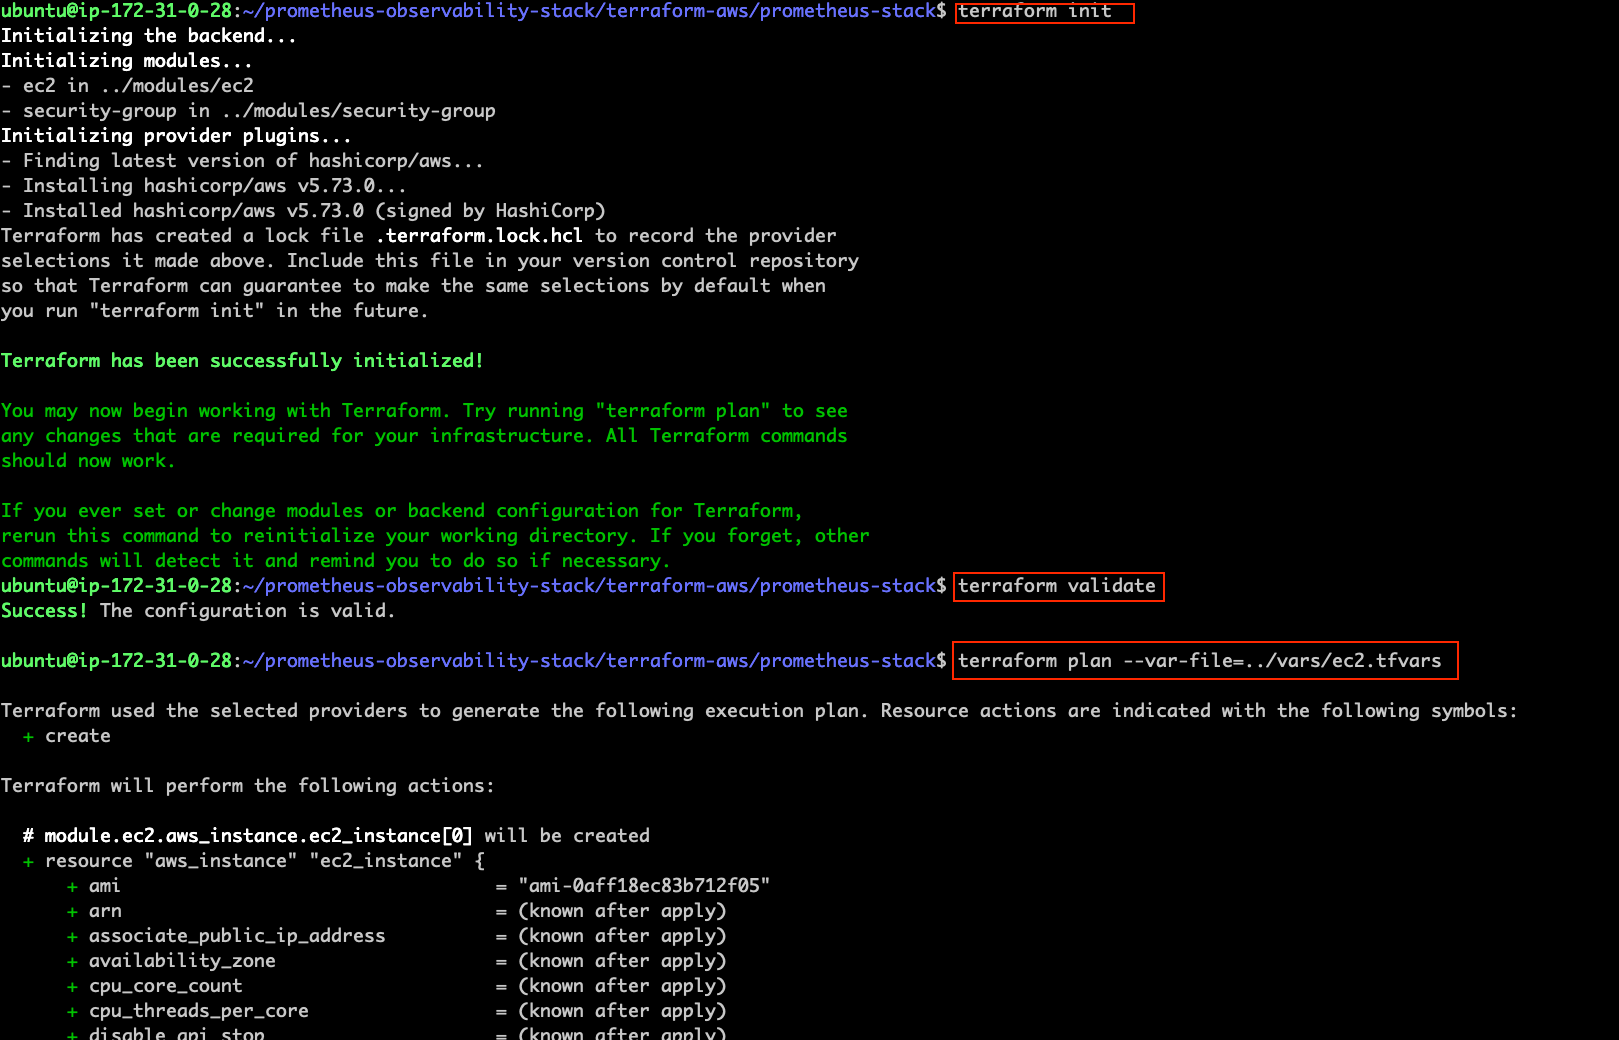 ubuntu@ip-172-31-0-28:~/prometheus-observability-stack/terraform-aws/prometheus-stack$ terraform init
Initializing the backend...
Initializing modules...
- ec2 in ../modules/ec2
- security-group in ../modules/security-group
Initializing provider plugins...
- Finding latest version of hashicorp/aws...
- Installing hashicorp/aws v5.73.0...
- Installed hashicorp/aws v5.73.0 (signed by HashiCorp)
Terraform has created a lock file .terraform.lock.hcl to record the provider
selections it made above. Include this file in your version control repository
so that Terraform can guarantee to make the same selections by default when
you run "terraform init" in the future.
Terraform has been successfully initialized!
You may now begin working with Terraform. Try running "terraform plan" to see
any changes that are required for your infrastructure. All Terraform commands
should now work.
If you ever set or change modules or backend configuration for Terraform,
rerun this command to reinitialize your working directory. If you forget, other
commands will detect it and remind you to do so if necessary.
ubuntu@ip-172-31-0-28:~/prometheus-observability-stack/terraform-aws/prometheus-stack$ terraform validate
Success! The configuration is valid.
ubuntu@ip-172-31-0-28:~/prometheus-observability-stack/terraform-aws/prometheus-stack$ terraform plan --var-file=../vars/ec2.tfvars
Terraform used the selected providers to generate the following execution plan. Resource actions are indicated with the following symbols:
+ create
Terraform will perform the following actions:
# module.ec2.aws_instance.ec2_instance[0] will be created
+ resource "aws_instance" "ec2_instance" {
+ ami = "ami-0aff18ec83b712f05"
+ arn = (known after apply)
+ associate_public_ip_address = (known after apply)
+ availability_zone = (known after apply)
+ cpu_core_count = (known after apply)
+ cpu_threads_per_core = (known after apply)
+ disable_api_stop = (known after apply)